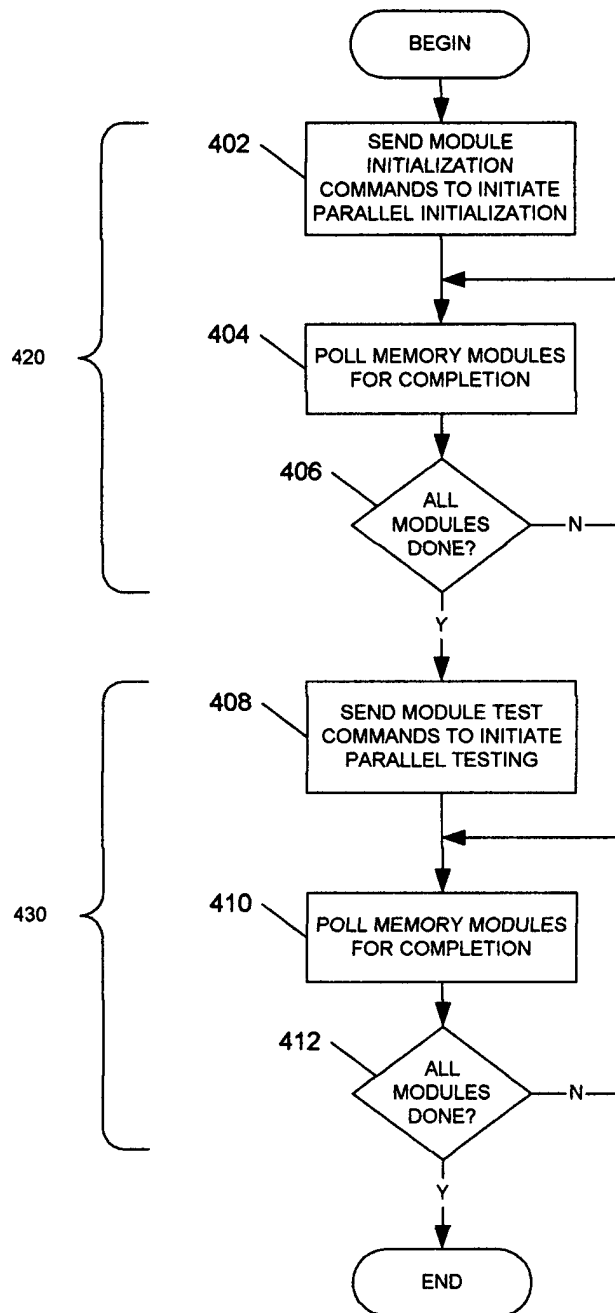 BEGIN
402
SEND MODULE
INITIALIZATION
COMMANDS TO INITIATE
PARALLEL INITIALIZATION
404
420
POLL MEMORY MODULES
FOR COMPLETION
406
ALL
MODULES
DONE?
N
Y
408
SEND MODULE TEST
COMMANDS TO INITIATE
PARALLEL TESTING
410
430
POLL MEMORY MODULES
FOR COMPLETION
412
ALL
MODULES
DONE?
N
Y
END